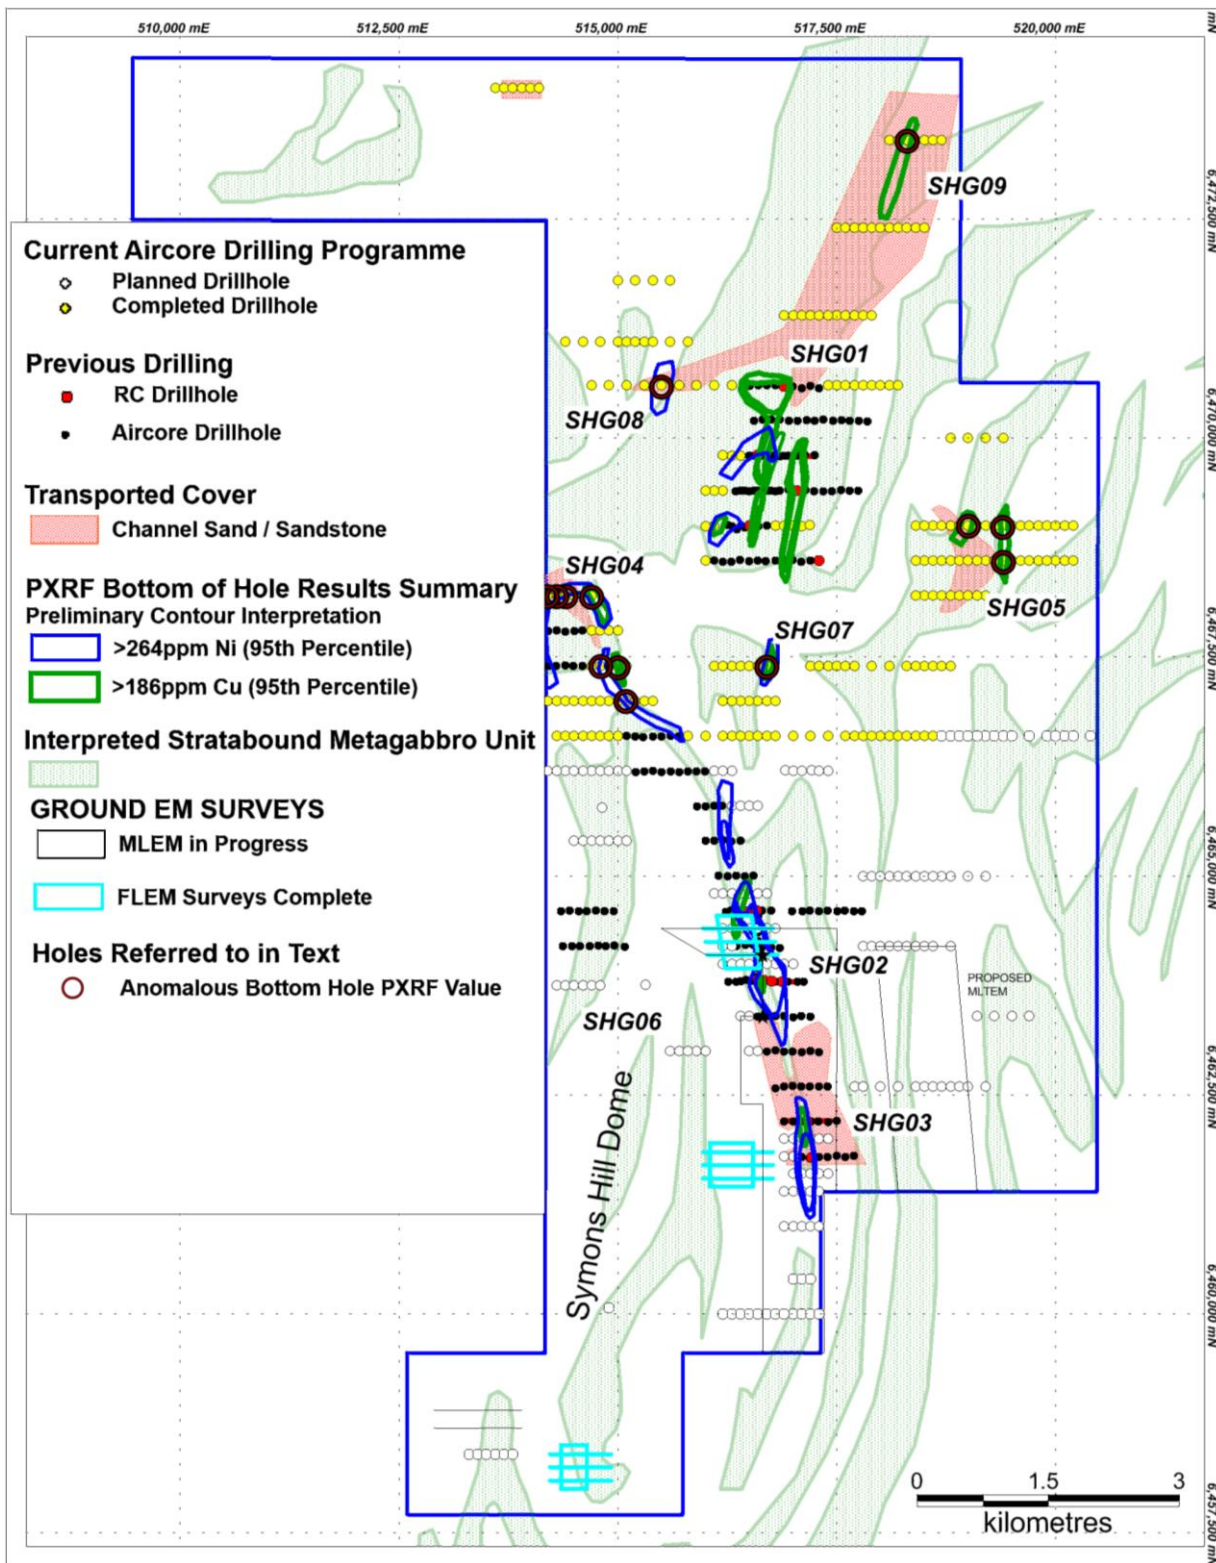 510,000 mE
512,500 mE
515,000 mE
517,500 mE
520,000 mE
mN
SHG09
6,472,500 mN
Current Aircore Drilling Programme
Planned Drillhole
Completed Drillhole
SHG01
Previous Drilling
RC Drillhole
SHG08
Aircore Drillhole
6,470,000 mN
Transported Cover
Channel Sand / Sandstone
SHG04
PXRF Bottom of Hole Results Summary
SHG05
Preliminary Contour Interpretation
SHG07
>264ppm Ni (95th Percentile)
6,467,500 mN
>186ppm Cu (95th Percentile)
Interpreted Stratabound Metagabbro Unit
GROUND EM SURVEYS
MLEM in Progress
FLEM Surveys Complete
6,465,000 mN
Holes Referred to in Text
SHG02
Anomalous Bottom Hole PXRF Value
PROPOSED
MLTEM
SHG06
6,462,500 mN
SHG03
Symons Hill Dome
6,460,000 mN
0 1.5 3
kilometres
6,457,500 mN